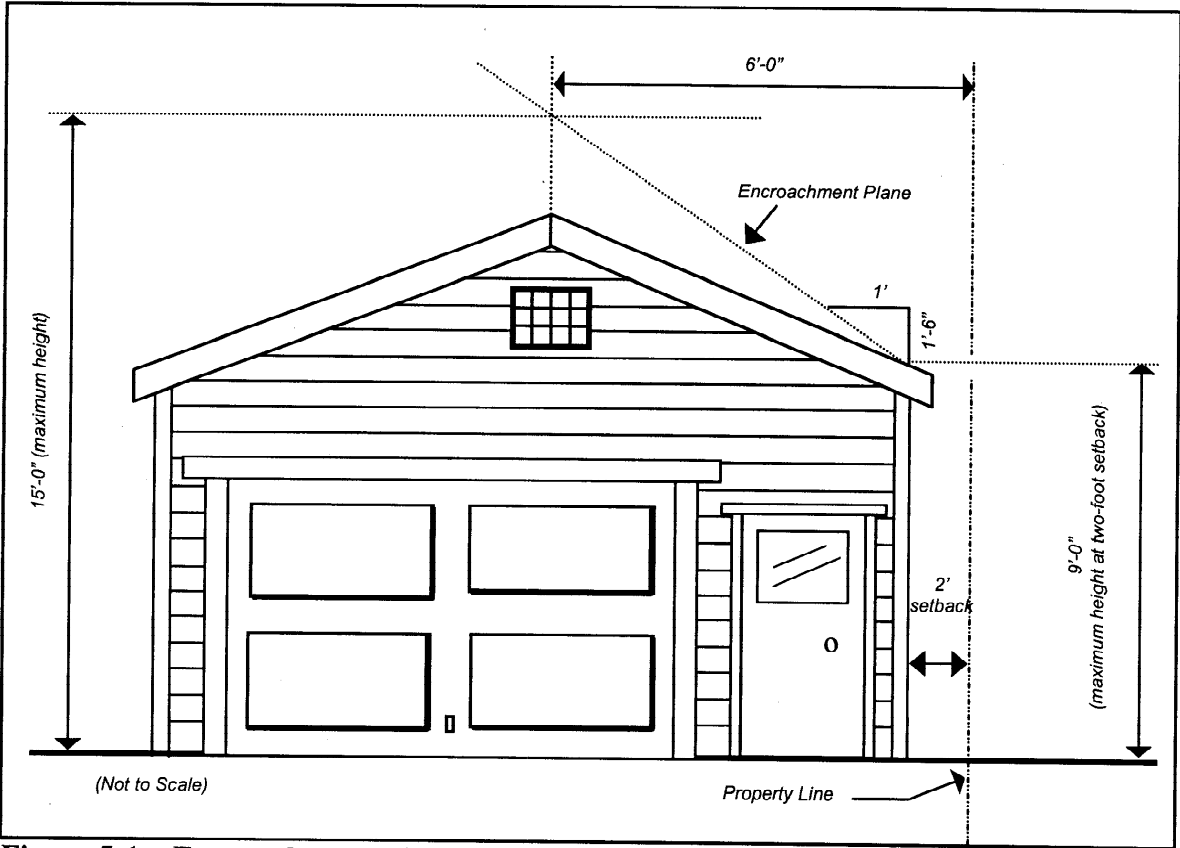 6'-0"
Encroachment Plane
1'
1'-6"
15'-0" (maximum height)
9'-0"
(maximum height at two-foot setback)
2'
setback
(Not to Scale)
Property Line